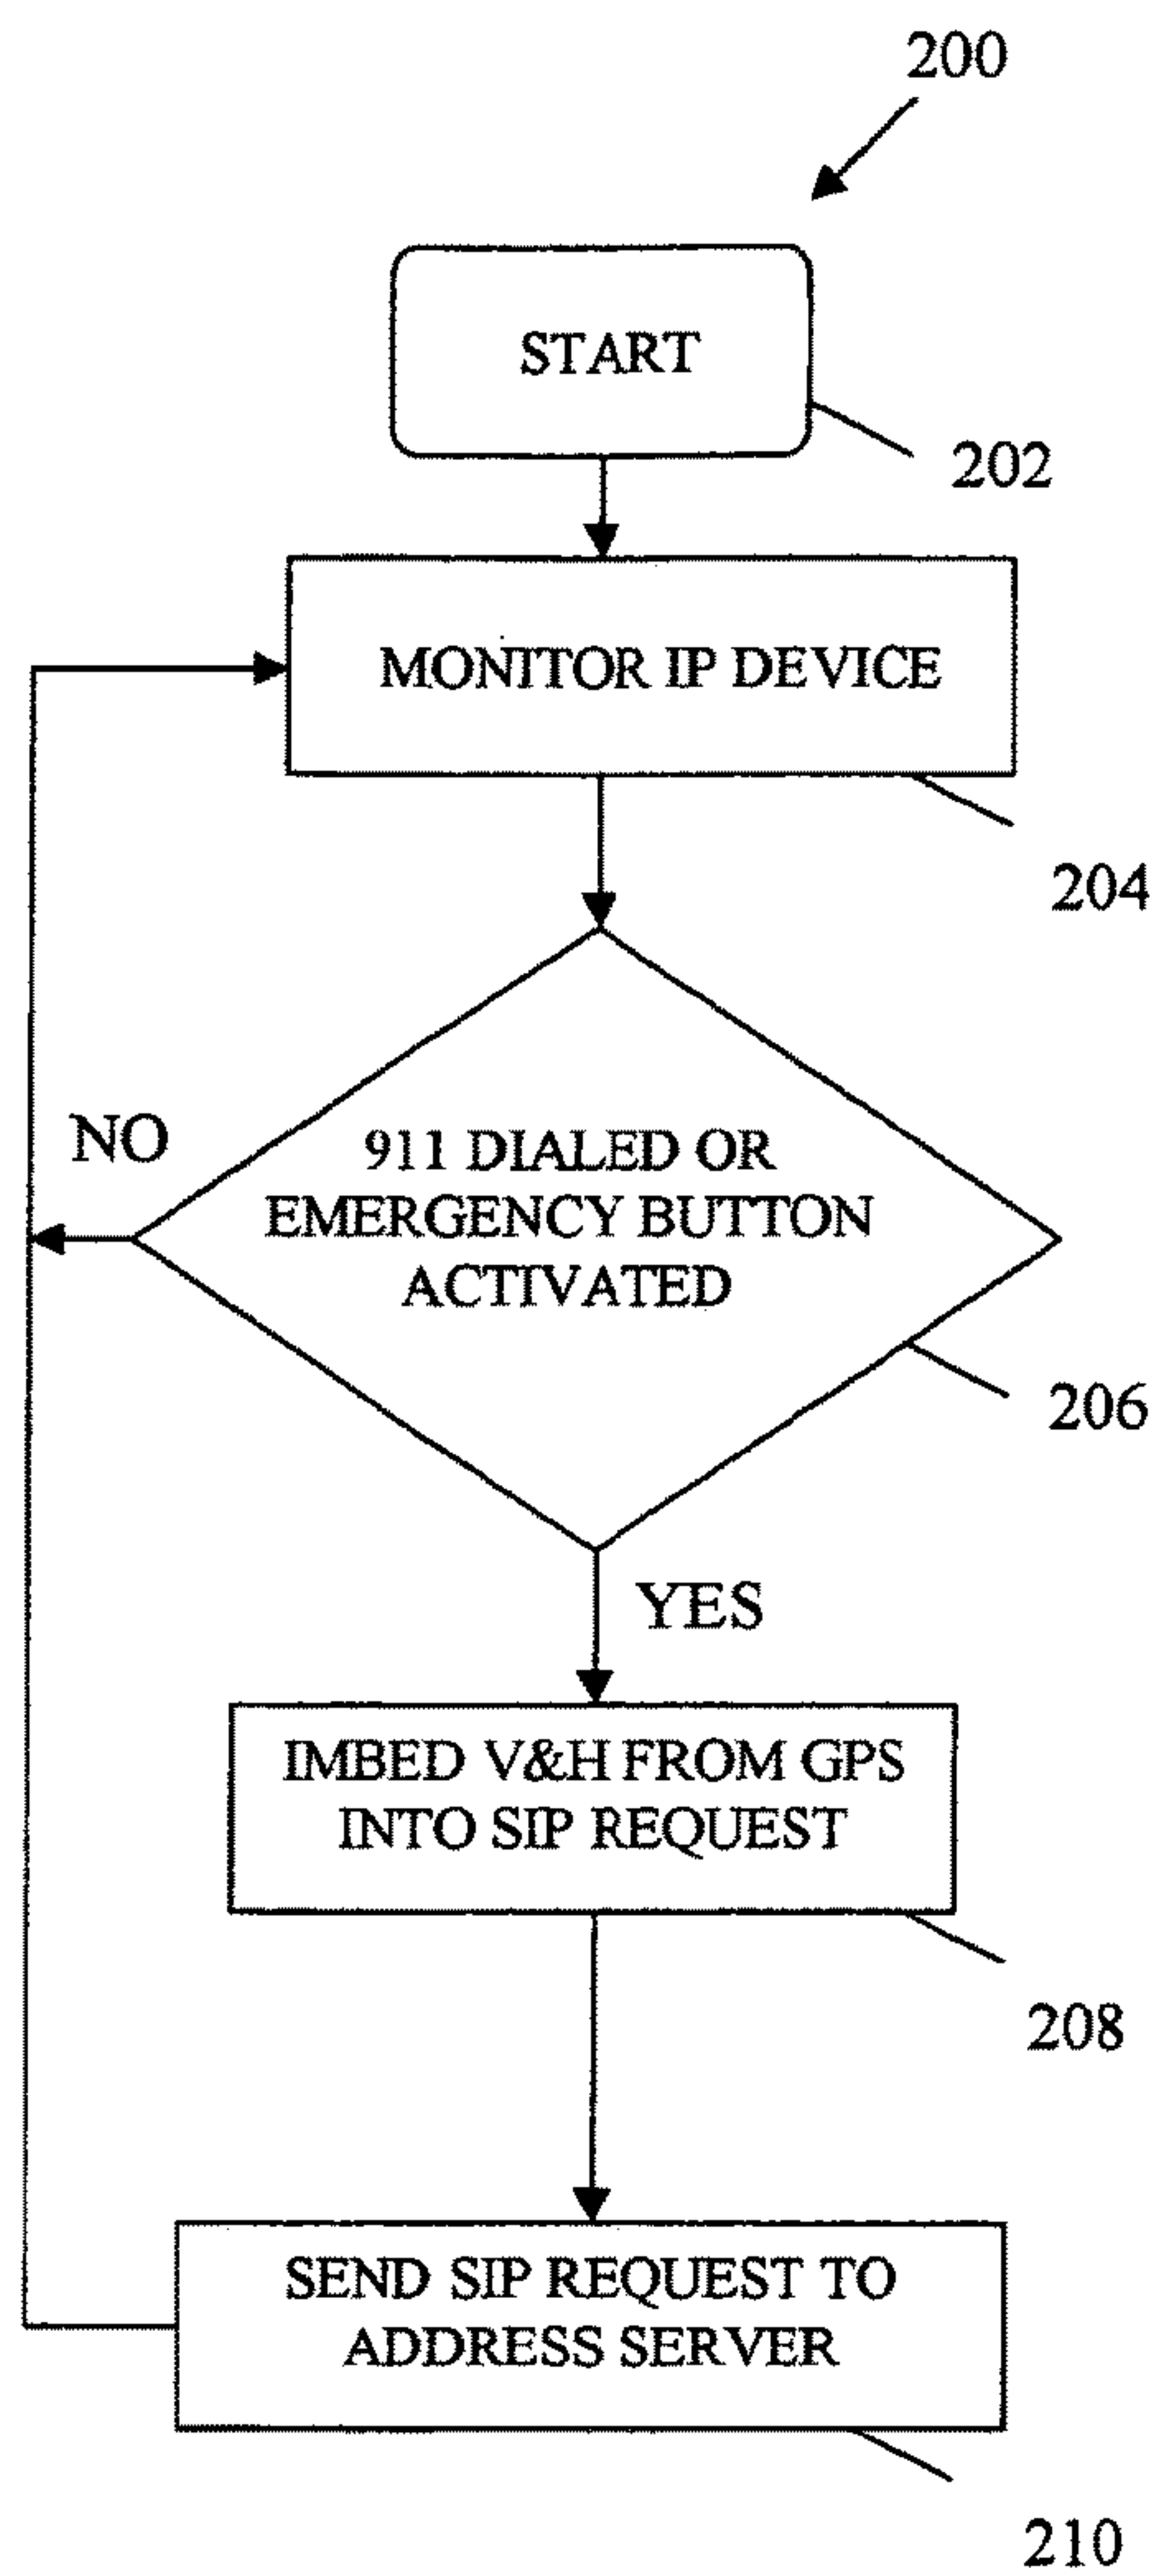 200
START
202
MONITOR IP DEVICE
204
NO
911 DIALED OR
EMERGENCY BUTTON
ACTIVATED
206
YES
IMBED V&H FROM GPS
INTO SIP REQUEST
208
SEND SIP REQUEST TO
ADDRESS SERVER
210